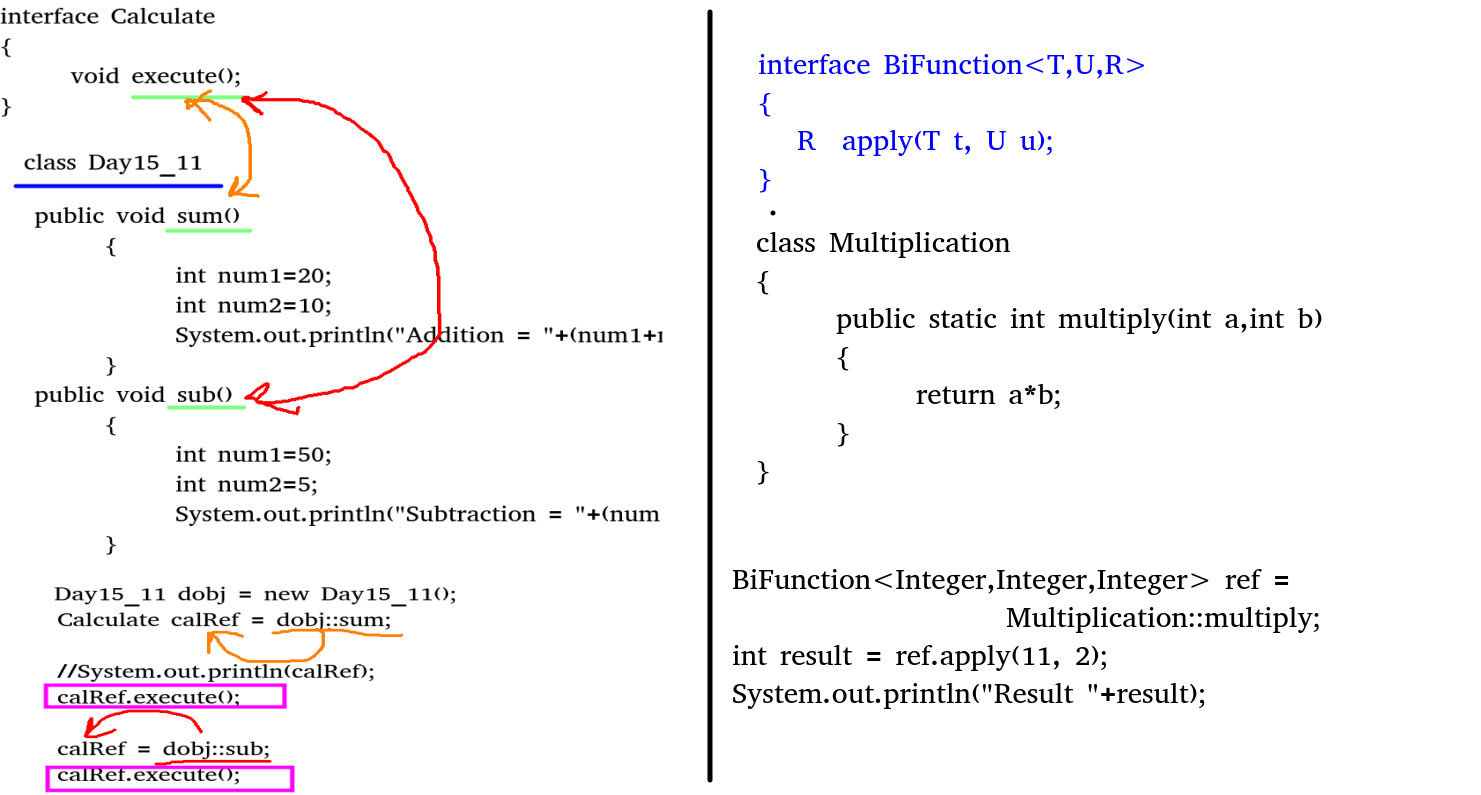 interface Calculate
{
void execute();
}
class Day15_11
public void sum()
{
int num1=20;
int num2=10;
System.out.println("Addition = "+(num1+
}
public void sub()
{
int num1=50;
int num2=5;
System.out.println("Subtraction = "+(num
}
Day15_11 dobj = new Day15_11();
Calculate calRef = dobj::sum;
//System.out.println(calRef);
calRef.execute();
calRef = dobj::sub;
calRef.execute();
interface BiFunction<T,U,R>
{
R apply(T t, U u);
}
.
class Multiplication
{
public static int multiply(int a,int b)
{
return a*b;
}
}
BiFunction<Integer,Integer,Integer> ref =
Multiplication::multiply;
int result = ref.apply(11, 2);
System.out.println("Result "+result);